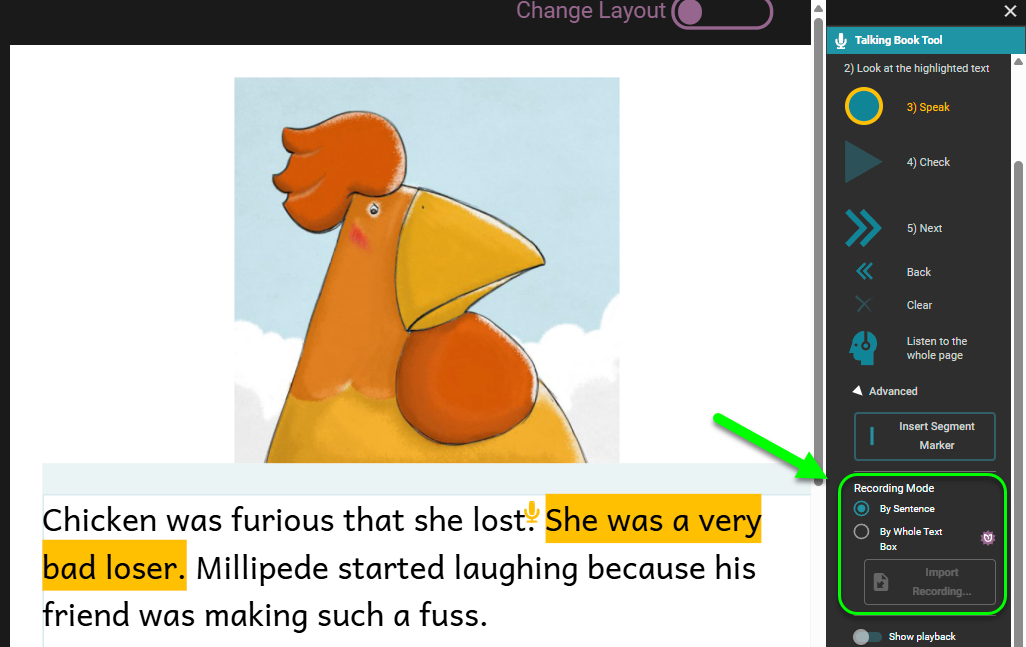 Change Layout
Talking Book Tool
2) Look at the highlighted text
3) Speak
4) Check
5) Next
Back
Clear
Listen to the
whole page
Advanced
Insert Segment
Marker
Recording Mode
By Sentence
By Whole Text
Box
Import
Recording...
Show playback
Chicken was furious that she lost. She was a very
bad loser. Millipede started laughing because his
friend was making such a fuss.